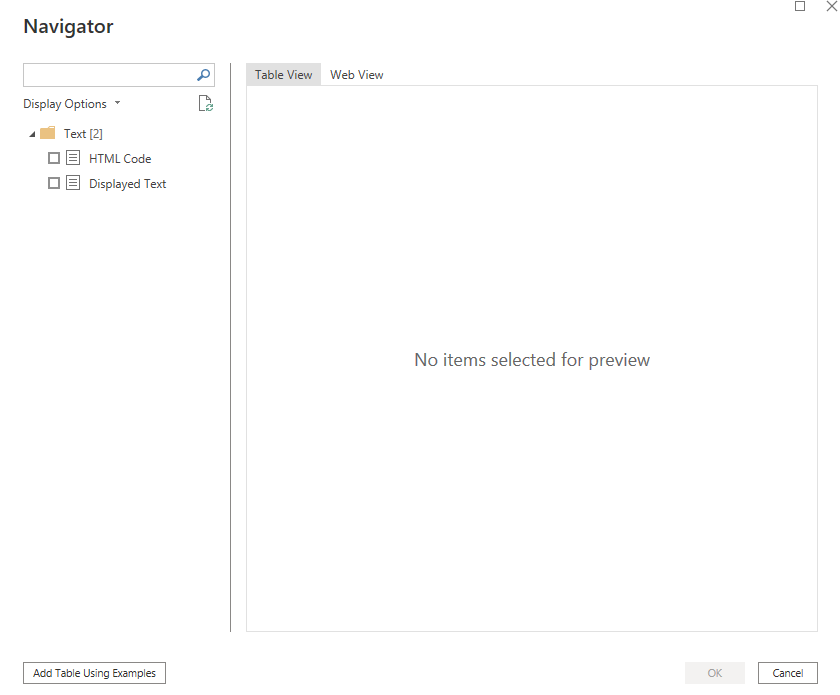 Navigator
Display Options
Text [2]
HTML Code
Displayed Text
Table View
Web View
No items selected for preview
Add Table Using Examples
OK
Cancel